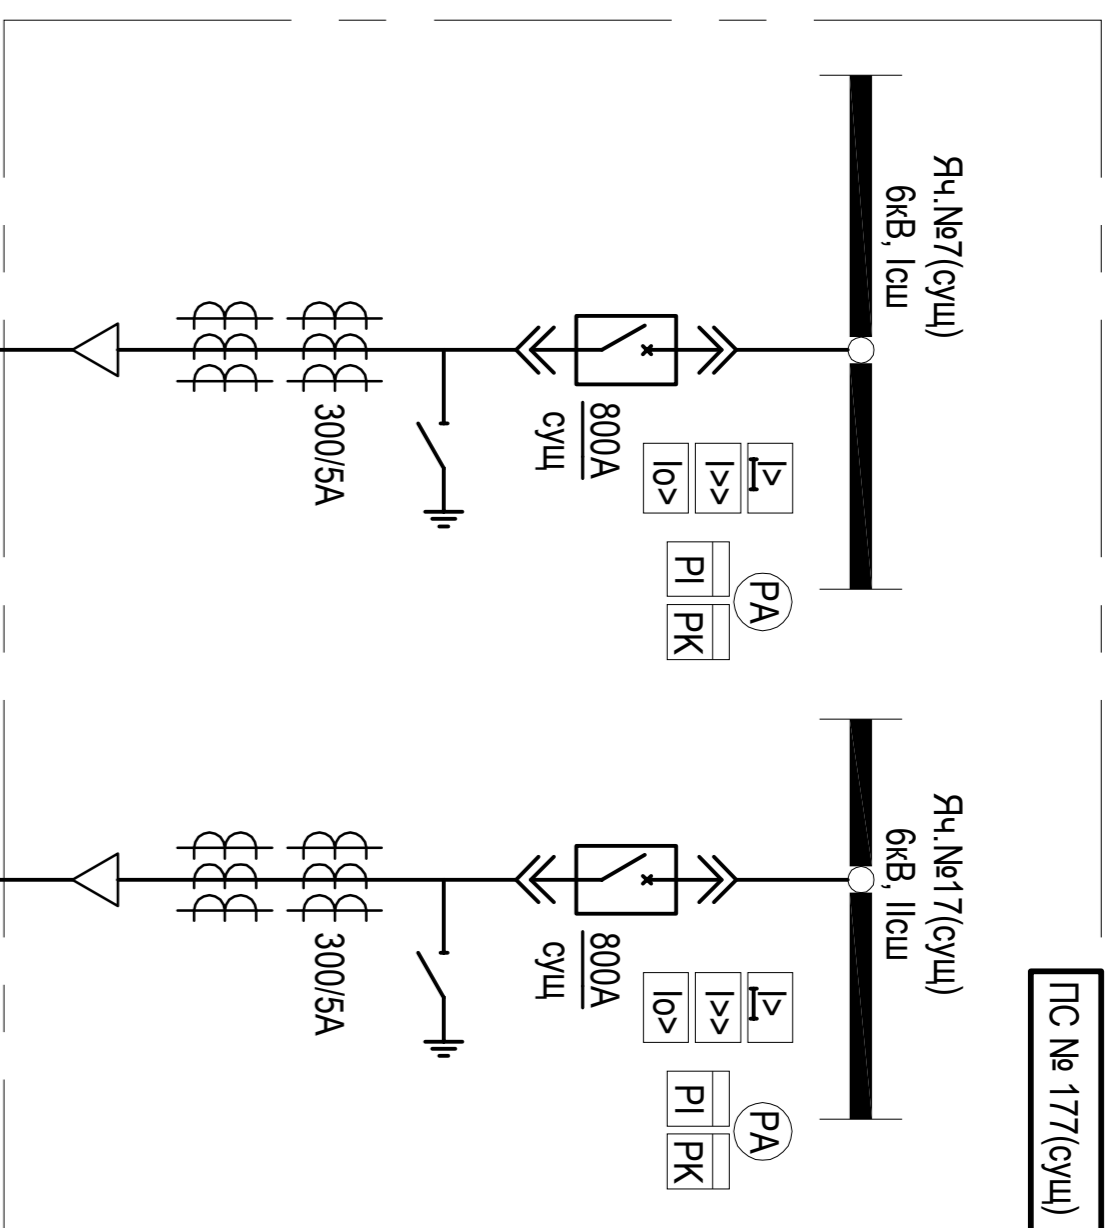 ПС № 177(сущ)
Яч.№7(сущ)
6кВ, Iсш
I>
I>>
Io>
PA
PI
PK
800А
сущ
300/5А
Яч.№17(сущ)
6кВ, IIсш
I>
I>>
Io>
PA
PI
PK
800А
сущ
300/5А